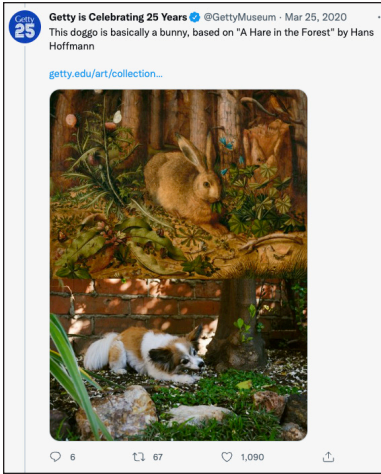 Getty
25
Getty is Celebrating 25 Years @GettyMuseum · Mar 25, 2020
This doggo is basically a bunny, based on "A Hare in the Forest" by Hans
Hoffmann
getty.edu/art/collection...
6 67 1,090